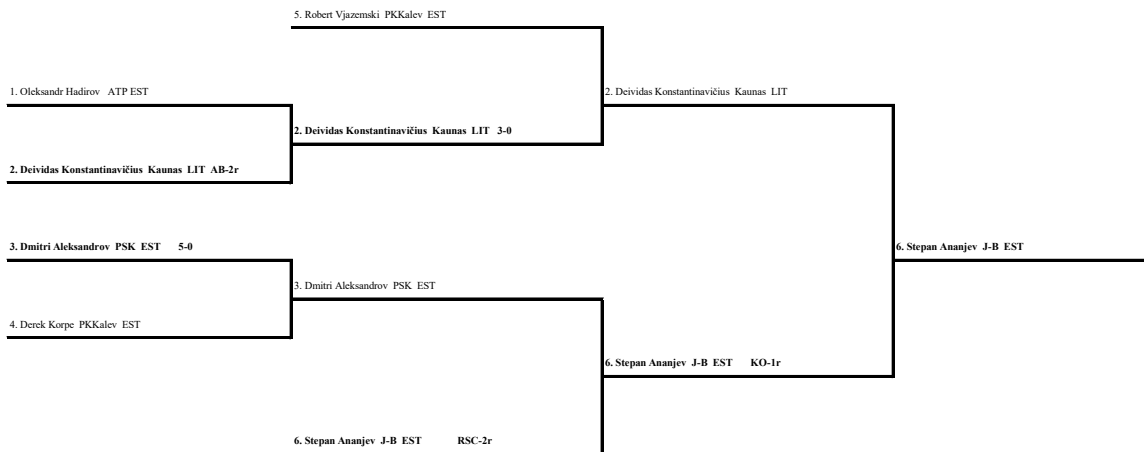 5. Robert Vjazemski PKKalev EST
1. Oleksandr Hadirov ATP EST
2. Deividas Konstantinavičius Kaunas LIT
2. Deividas Konstantinavičius Kaunas LIT 3-0
2. Deividas Konstantinavičius Kaunas LIT AB-2r
3. Dmitri Aleksandrov PSK EST 5-0
6. Stepan Ananjev J-B EST
3. Dmitri Aleksandrov PSK EST
4. Derek Korpe PKKalev EST
6. Stepan Ananjev J-B EST KO-1r
6. Stepan Ananjev J-B EST RSC-2r